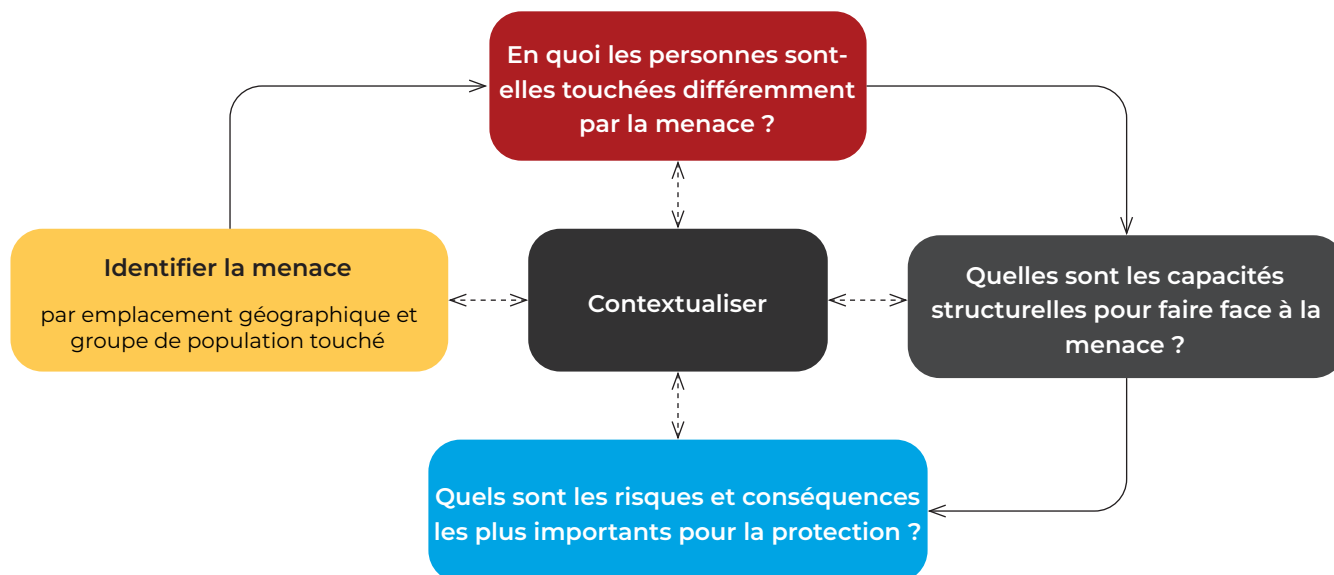 En quoi les personnes sont-
elles touchées différemment
par la menace ?
Identifier la menace
par emplacement géographique et
groupe de population touché
Contextualiser
Quelles sont les capacités
structurelles pour faire face à la
menace ?
Quels sont les risques et conséquences
les plus importants pour la protection ?